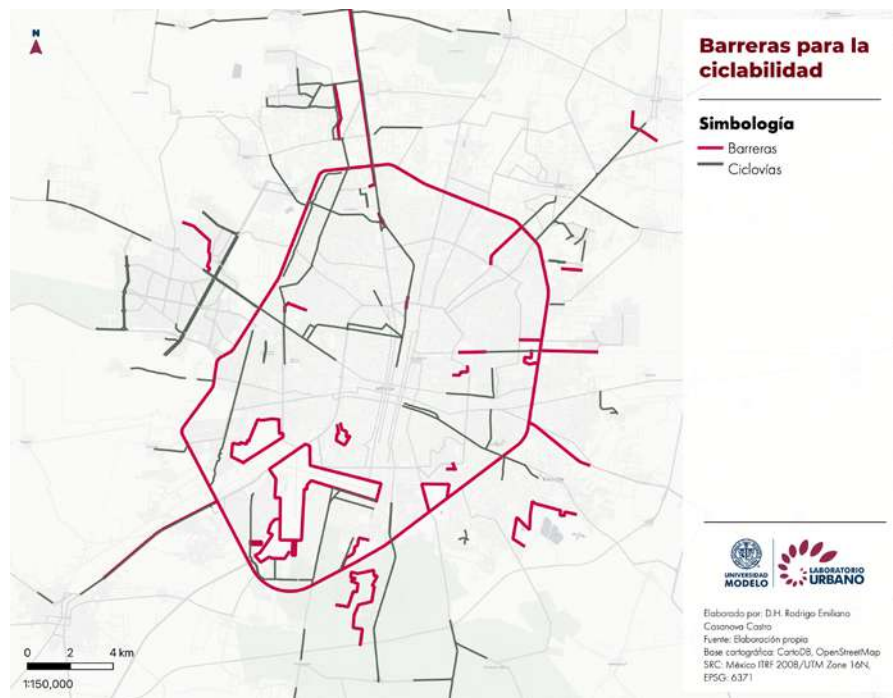 N
Barreras para la
ciclabilidad
Simbología
Barreras
Ciclovías
UNIVERSIDAD
MODELO
LABORATORIO
URBANO
Elaborado por: D.H. Rodrigo Emiliano
Casanova Castro
Fuente: Elaboración propia
Base cartográfica: CartoDB, OpenStreetMap
SRC: México ITRF 2008/UTM Zone 16N,
EPSG: 6371
0 2 4 km
1:150,000